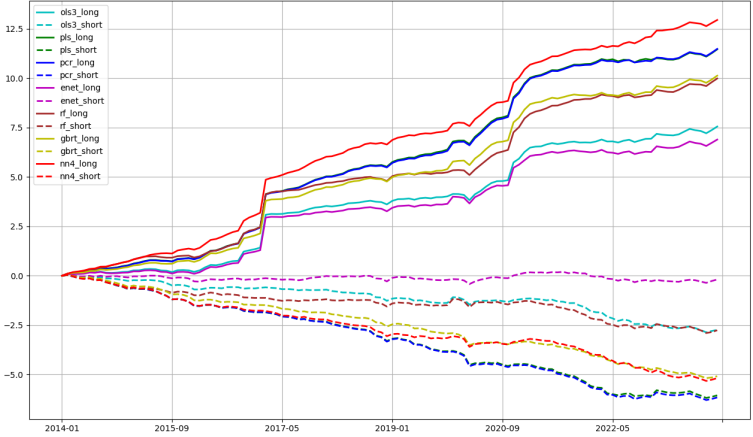 12.5
10.0
7.5
5.0
2.5
0.0
−2.5
−5.0
ols3_long
ols3_short
pls_long
pls_short
pcr_long
pcr_short
enet_long
enet_short
rf_long
rf_short
gbrt_long
gbrt_short
nn4_long
nn4_short
2014-01 2015-09 2017-05 2019-01 2020-09 2022-05